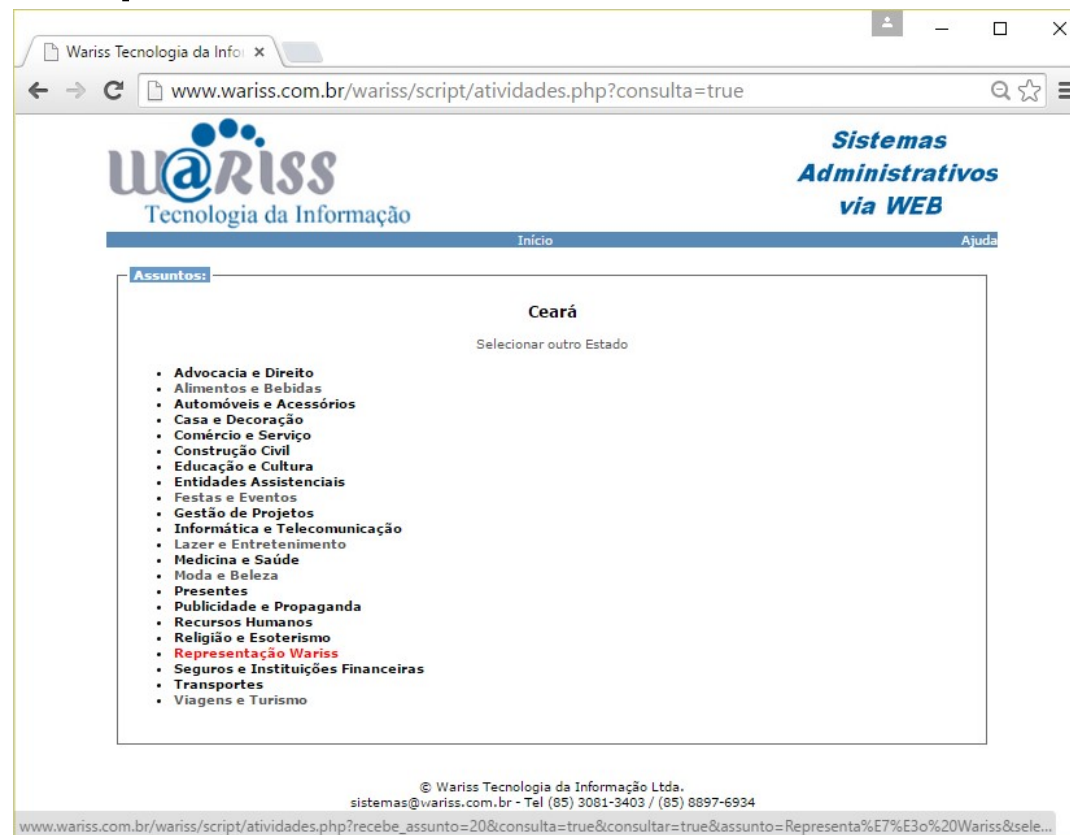 Wariss Tecnologia da Infor
www.wariss.com.br/wariss/script/atividades.php?consulta=true
w@Riss
Tecnologia da Informação
Sistemas
Administrativos
via WEB
Início
Ajuda
Assuntos:
Ceará
Selecionar outro Estado
• Advocacia e Direito
• Alimentos e Bebidas
• Automóveis e Acessórios
• Casa e Decoração
• Comércio e Serviço
• Construção Civil
• Educação e Cultura
• Entidades Assistenciais
• Festas e Eventos
• Gestão de Projetos
• Informática e Telecomunicação
• Lazer e Entretenimento
• Medicina e Saúde
• Moda e Beleza
• Presentes
• Publicidade e Propaganda
• Recursos Humanos
• Religião e Esoterismo
• Representação Wariss
• Seguros e Instituições Financeiras
• Transportes
• Viagens e Turismo
© Wariss Tecnologia da Informação Ltda.
sistemas@wariss.com.br - Tel (85) 3081-3403 / (85) 8897-6934
www.wariss.com.br/wariss/script/atividades.php?recebe_assunto=20&consulta=true&consultar=true&assunto=Representa%E7%E3o%20Wariss&sele...